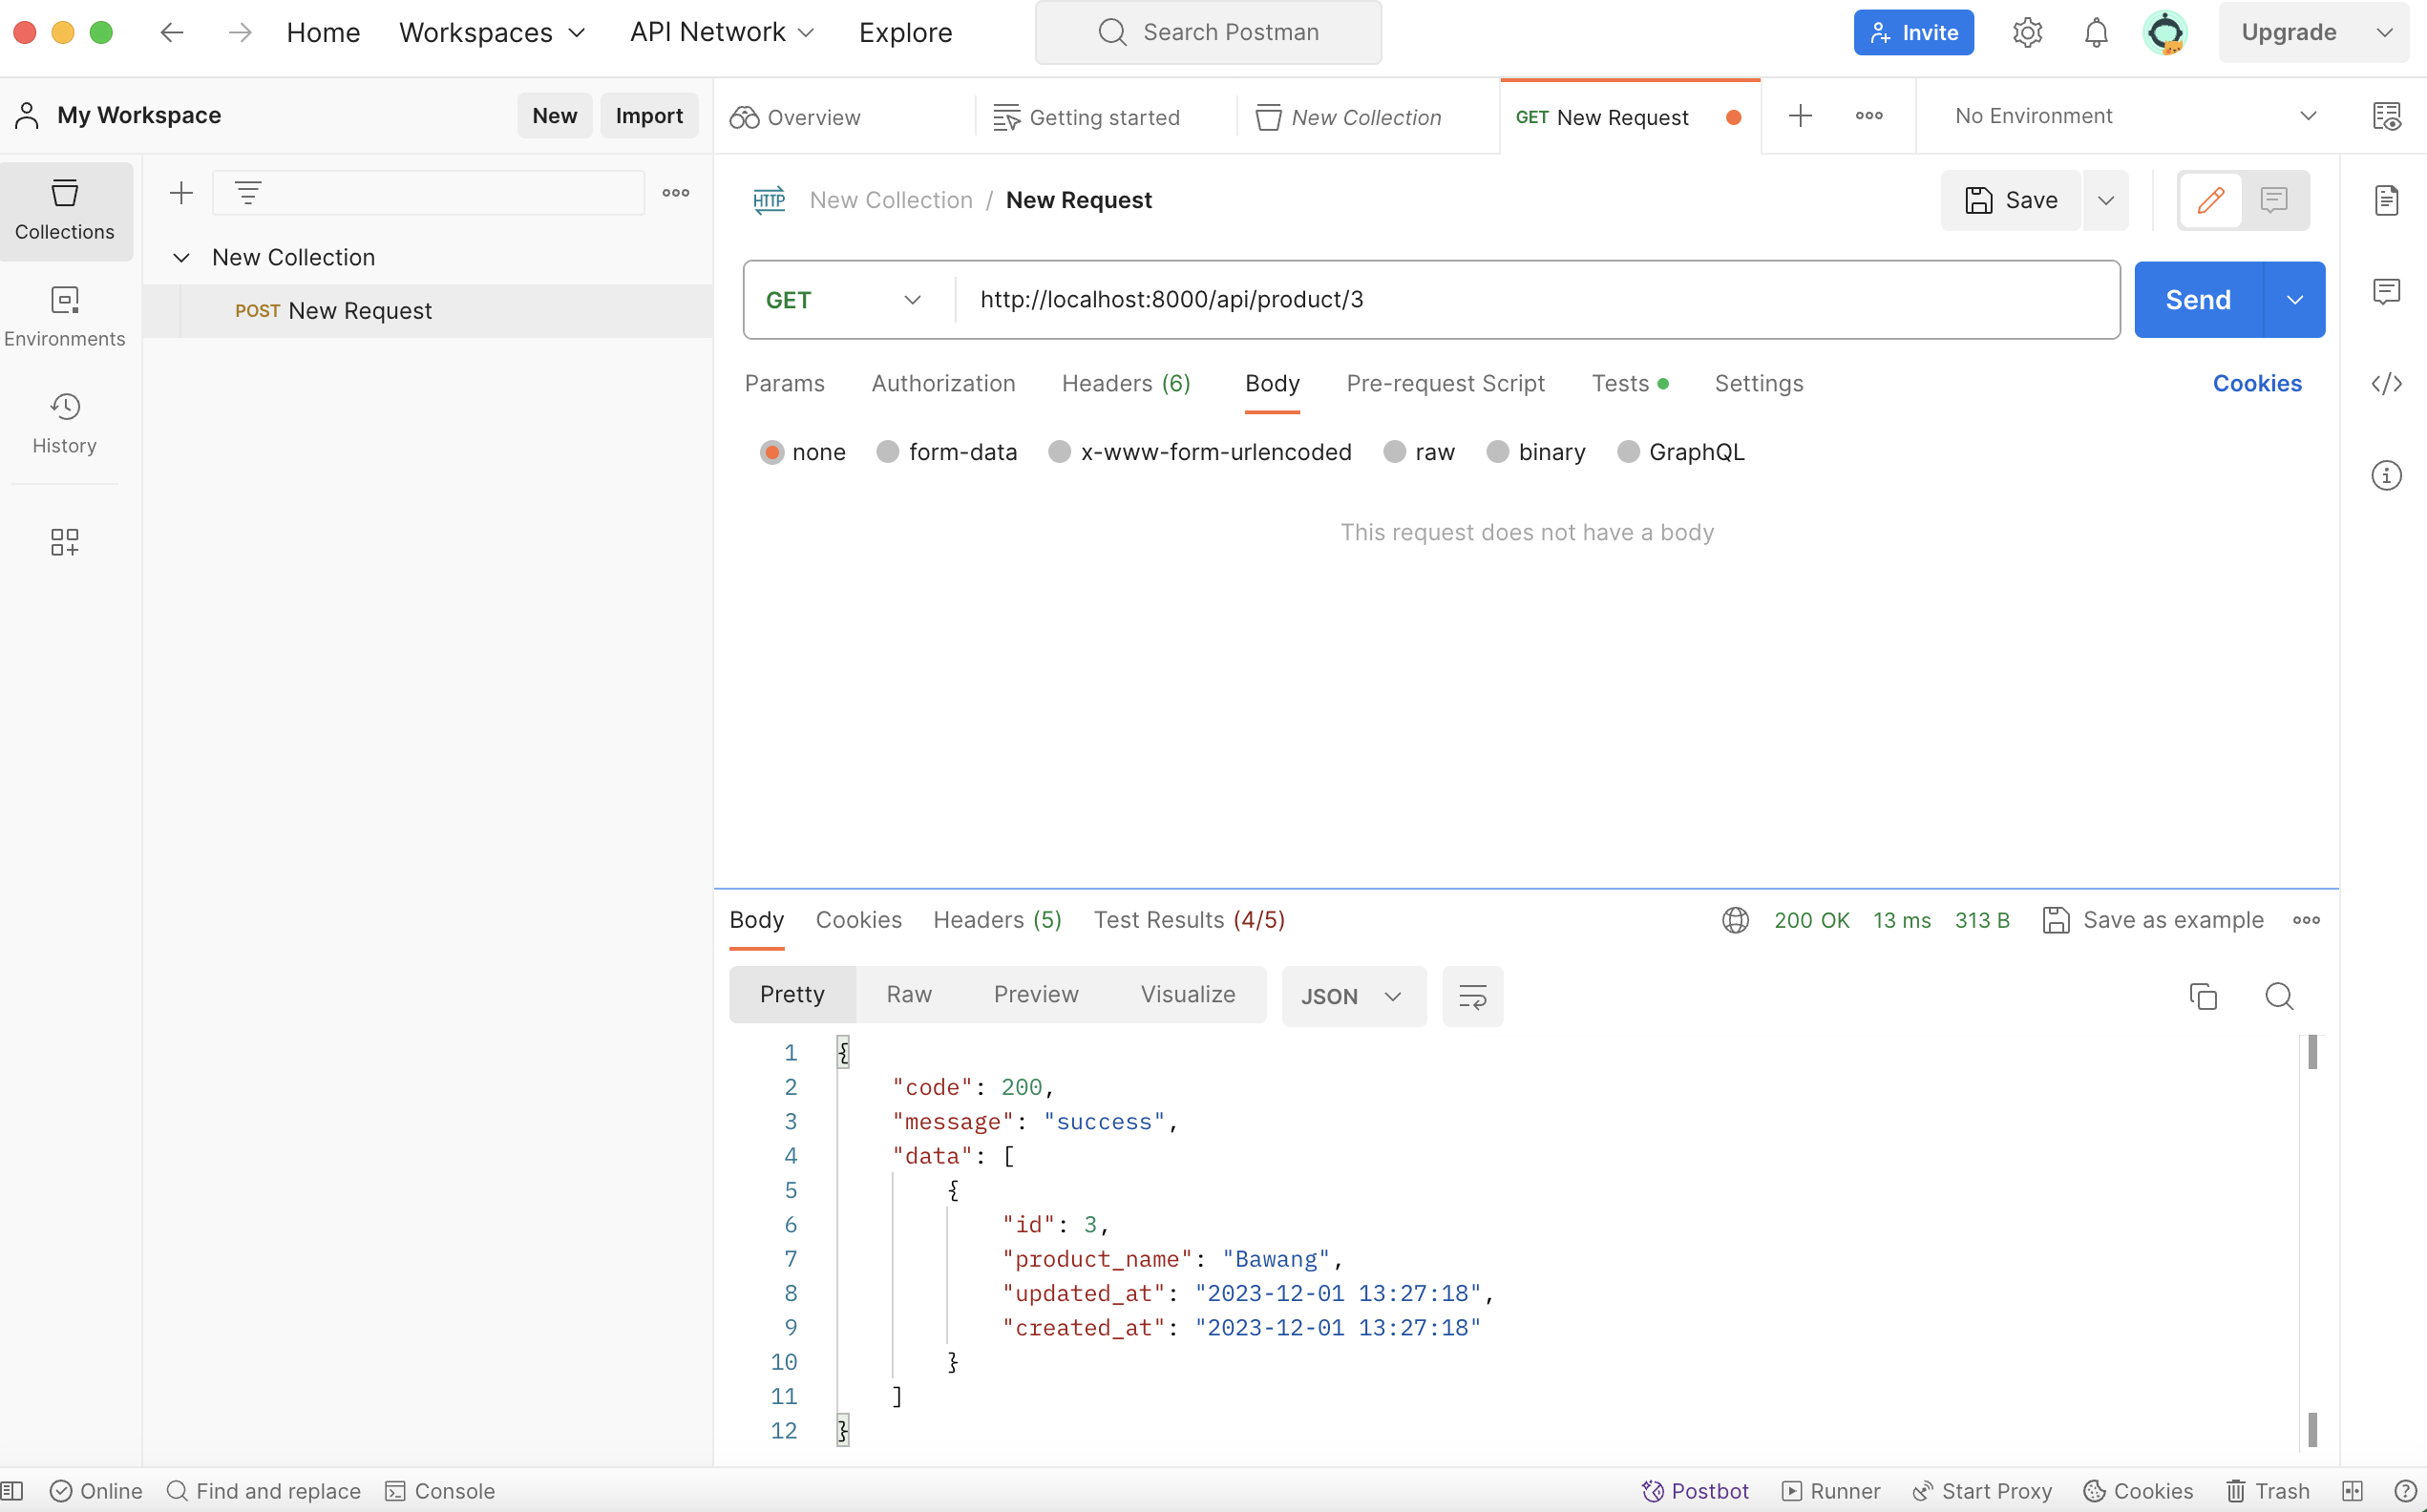 Home Workspaces API Network Explore Search Postman Invite Upgrade
My Workspace New Import Overview Getting started New Collection GET New Request No Environment
Collections
Environments
History
New Collection
POST New Request
HTTP New Collection / New Request Save
GET http://localhost:8000/api/product/3 Send
Params Authorization Headers (6) Body Pre-request Script Tests Settings Cookies
none form-data x-www-form-urlencoded raw binary GraphQL
This request does not have a body
Body Cookies Headers (5) Test Results (4/5) 200 OK 13 ms 313 B Save as example
Pretty Raw Preview Visualize JSON
1 {
2 "code": 200,
3 "message": "success",
4 "data": [
5 {
6 "id": 3,
7 "product_name": "Bawang",
8 "updated_at": "2023-12-01 13:27:18",
9 "created_at": "2023-12-01 13:27:18"
10 }
11 ]
12 }
Online Find and replace Console Postbot Runner Start Proxy Cookies Trash